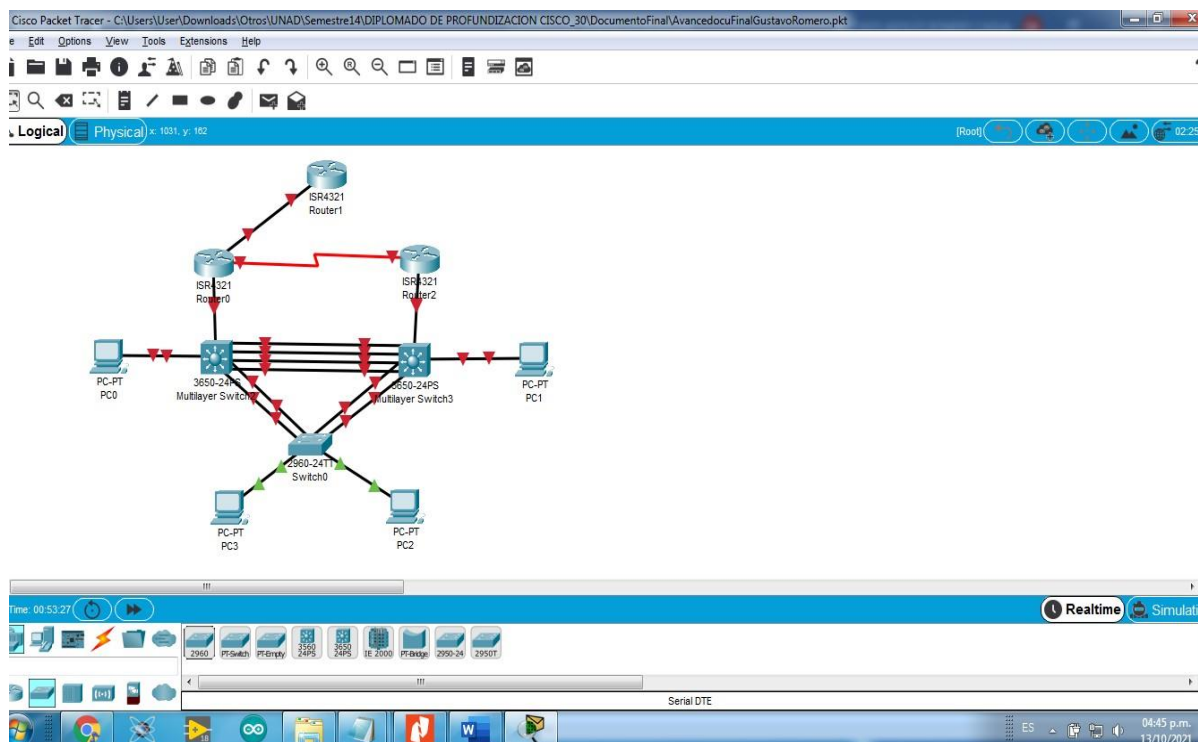 Cisco Packet Tracer - C:\Users\User\Downloads\Otros\UNAD\Semestre14\DIPLOMADO DE PROFUNDIZACION CISCO_30\DocumentoFinal\AvancedocuFinalGustavoRomero.pkt
e Edit Options View Tools Extensions Help
Logical Physical x: 1031, y: 162 [Root] 02:25
ISR4321
Router1
ISR4321
Router0
ISR4321
Router2
PC-PT
PC0
3650-24PS
Multilayer Switch2
3650-24PS
Multilayer Switch3
PC-PT
PC1
2960-24TT
Switch0
PC-PT
PC3
PC-PT
PC2
Time: 00:53:27 Realtime Simulati
2960 PT-Switch PT-Empty 3560 24PS 3650 24PS IE 2000 PT-Bridge 2950-24 2950T
Serial DTE
ES 04:45 p.m.
13/10/2021